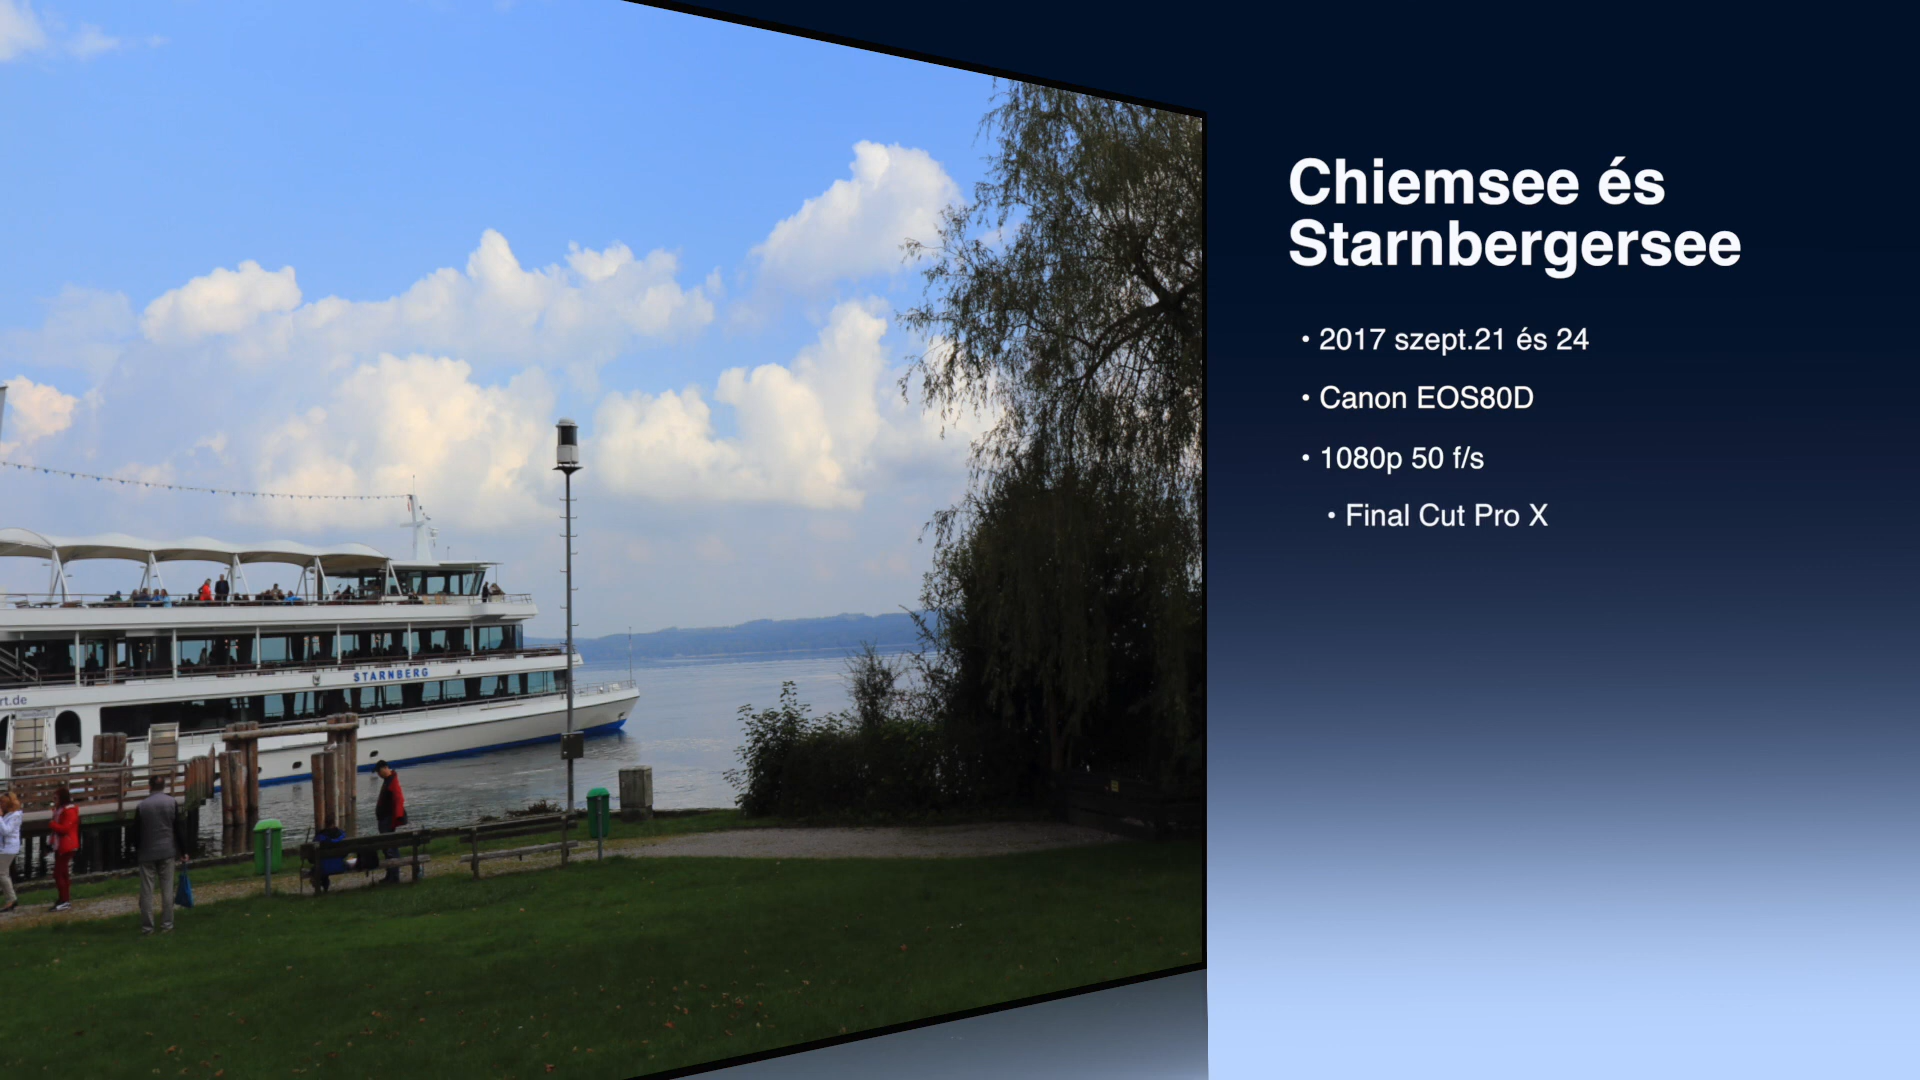 Chiemsee és
Starnbergersee
• 2017 szept.21 és 24
• Canon EOS80D
• 1080p 50 f/s
• Final Cut Pro X
STARNBERG
rt.de